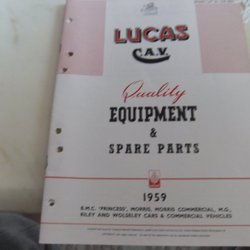 LUCAS
C.A.V.
Quality
EQUIPMENT
&
SPARE PARTS
1959
B.M.C. 'PRINCESS', MORRIS, MORRIS COMMERCIAL, M.G.,
RILEY AND WOLSELEY CARS & COMMERCIAL VEHICLES